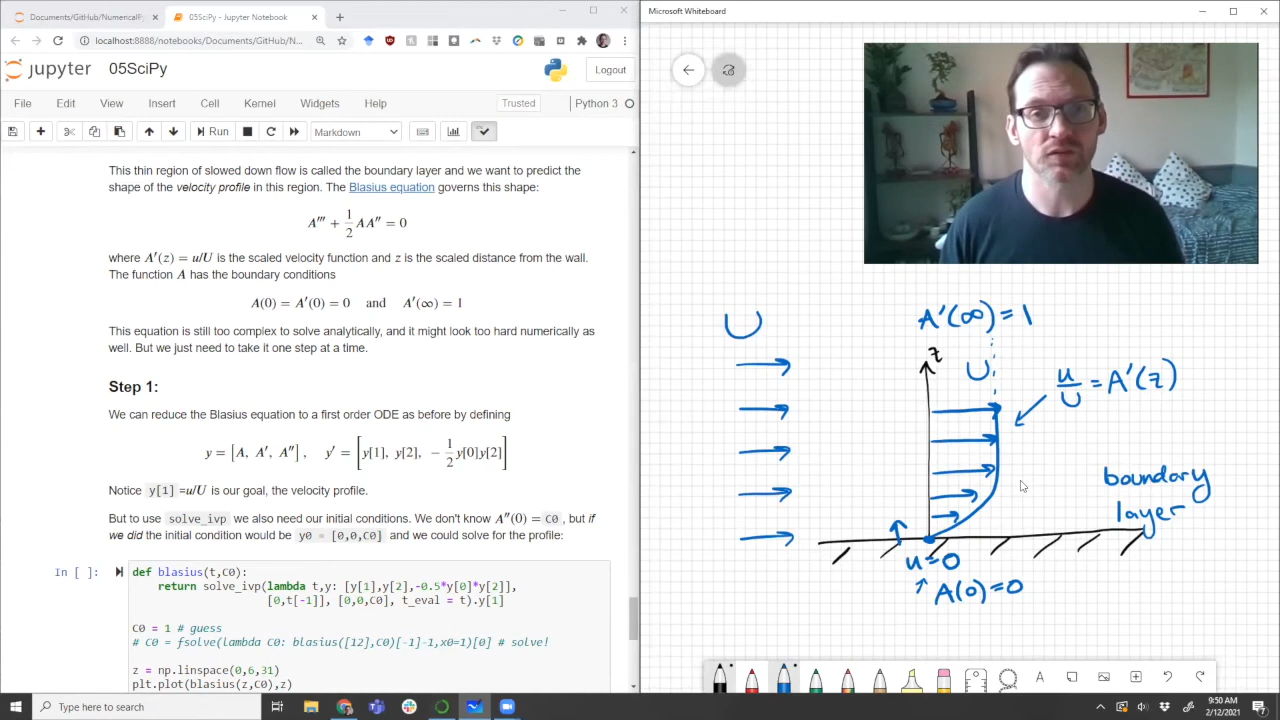 Documents/GitHub/NumericalP
05SciPy - Jupyter Notebook
localhost:8888/notebooks/Documents/GitHub/N...
jupyter 05SciPy
Logout
File Edit View Insert Cell Kernel Widgets Help
Trusted
Python 3
Run
Markdown
This thin region of slowed down flow is called the boundary layer and we want to predict the
shape of the velocity profile in this region. The Blasius equation governs this shape:
A''' + 1/2 AA'' = 0
where A'(z) = u/U is the scaled velocity function and z is the scaled distance from the wall.
The function A has the boundary conditions
A(0) = A'(0) = 0 and A'(∞) = 1
This equation is still too complex to solve analytically, and it might look too hard numerically as
well. But we just need to take it one step at a time.
Step 1:
We can reduce the Blasius equation to a first order ODE as before by defining
y = [A, A', A''], y' = [y[1], y[2], − 1/2 y[0]y[2]]
Notice y[1] =u/U is our goal, the velocity profile.
But to use solve_ivp we also need our initial conditions. We don't know A''(0) = C0, but if
we did the initial condition would be y0 = [0,0,C0] and we could solve for the profile:
In [ ]:
def blasius(t,C0):
return solve_ivp(lambda t,y: [y[1],y[2],-0.5*y[0]*y[2]],
[0,t[-1]], [0,0,C0], t_eval = t).y[1]
C0 = 1 # guess
# C0 = fsolve(lambda C0: blasius([12],C0)[-1]-1,x0=1)[0] # solve!
z = np.linspace(0,6,31)
plt.plot(blasius(z,C0),z)
Microsoft Whiteboard
A'(∞) = 1
U
z
U
u/U = A'(z)
boundary
layer
u=0
↑ A(0)=0
Type here to search
9:50 AM
2/12/2021